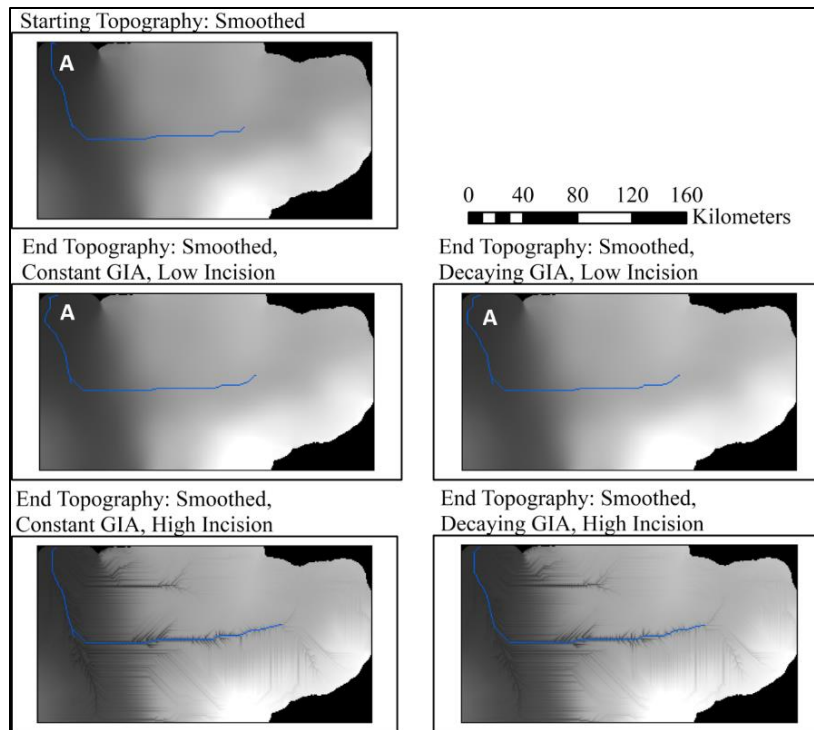 Starting Topography: Smoothed
A
0 40 80 120 160
Kilometers
End Topography: Smoothed,
Constant GIA, Low Incision
A
End Topography: Smoothed,
Decaying GIA, Low Incision
A
End Topography: Smoothed,
Constant GIA, High Incision
End Topography: Smoothed,
Decaying GIA, High Incision